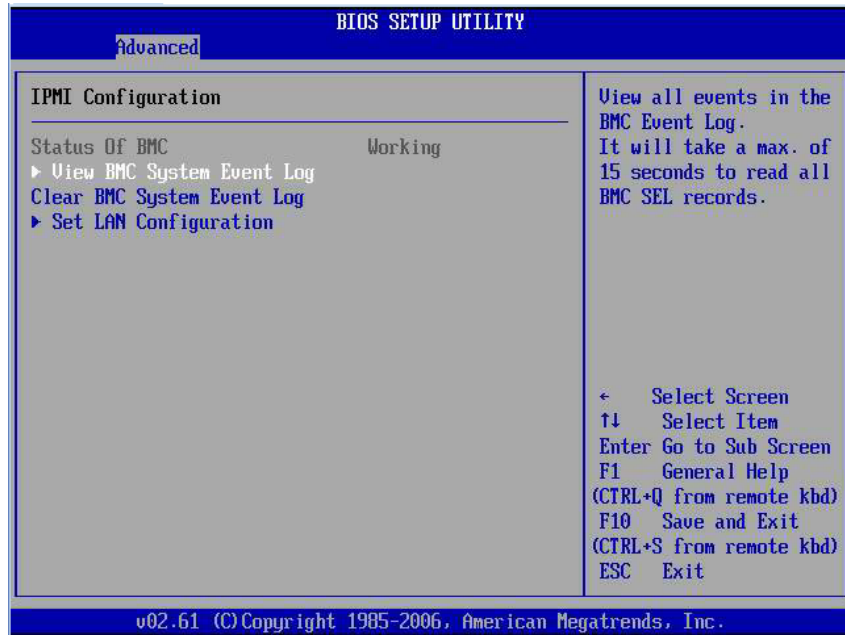 BIOS SETUP UTILITY
Advanced
IPMI Configuration
Status Of BMC Working
▶ View BMC System Event Log
Clear BMC System Event Log
▶ Set LAN Configuration
View all events in the
BMC Event Log.
It will take a max. of
15 seconds to read all
BMC SEL records.
← Select Screen
↑↓ Select Item
Enter Go to Sub Screen
F1 General Help
(CTRL+Q from remote kbd)
F10 Save and Exit
(CTRL+S from remote kbd)
ESC Exit
v02.61 (C)Copyright 1985-2006, American Megatrends, Inc.